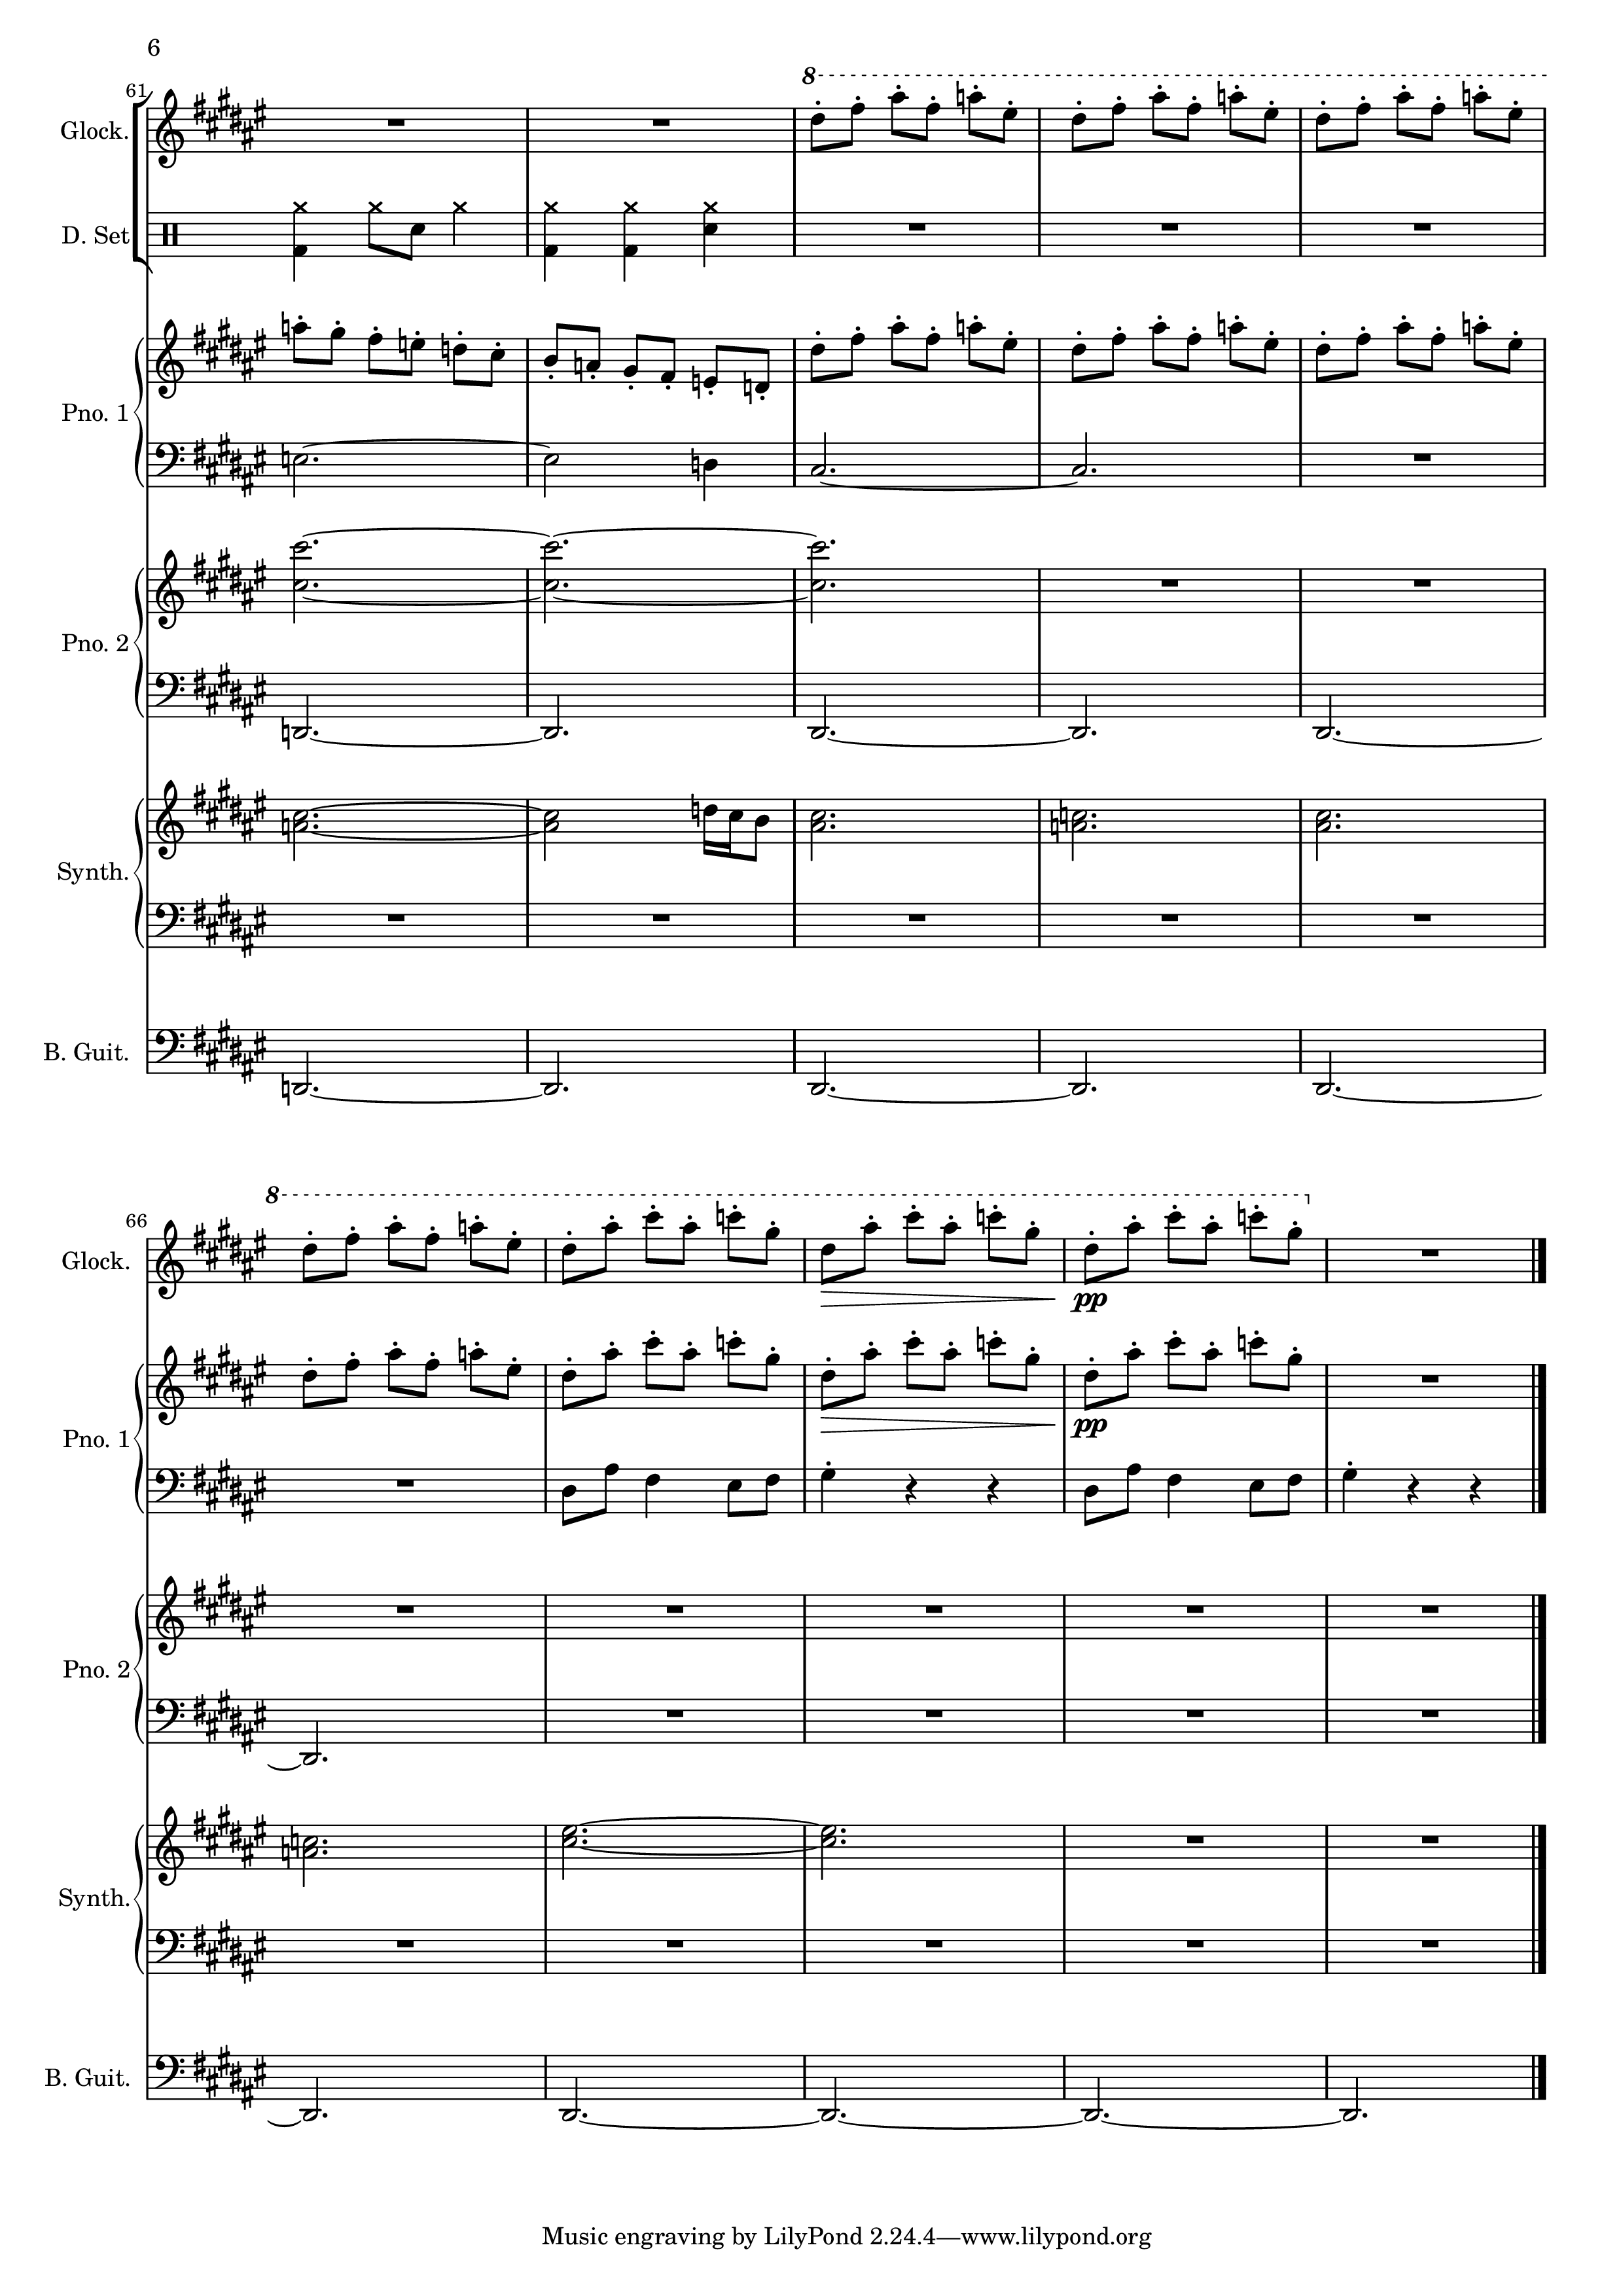 6
61
8
Glock.
D. Set
Pno. 1
Pno. 2
Synth.
B. Guit.
66
8
Glock.
pp
Pno. 1
pp
Pno. 2
Synth.
B. Guit.
Music engraving by LilyPond 2.24.4—www.lilypond.org